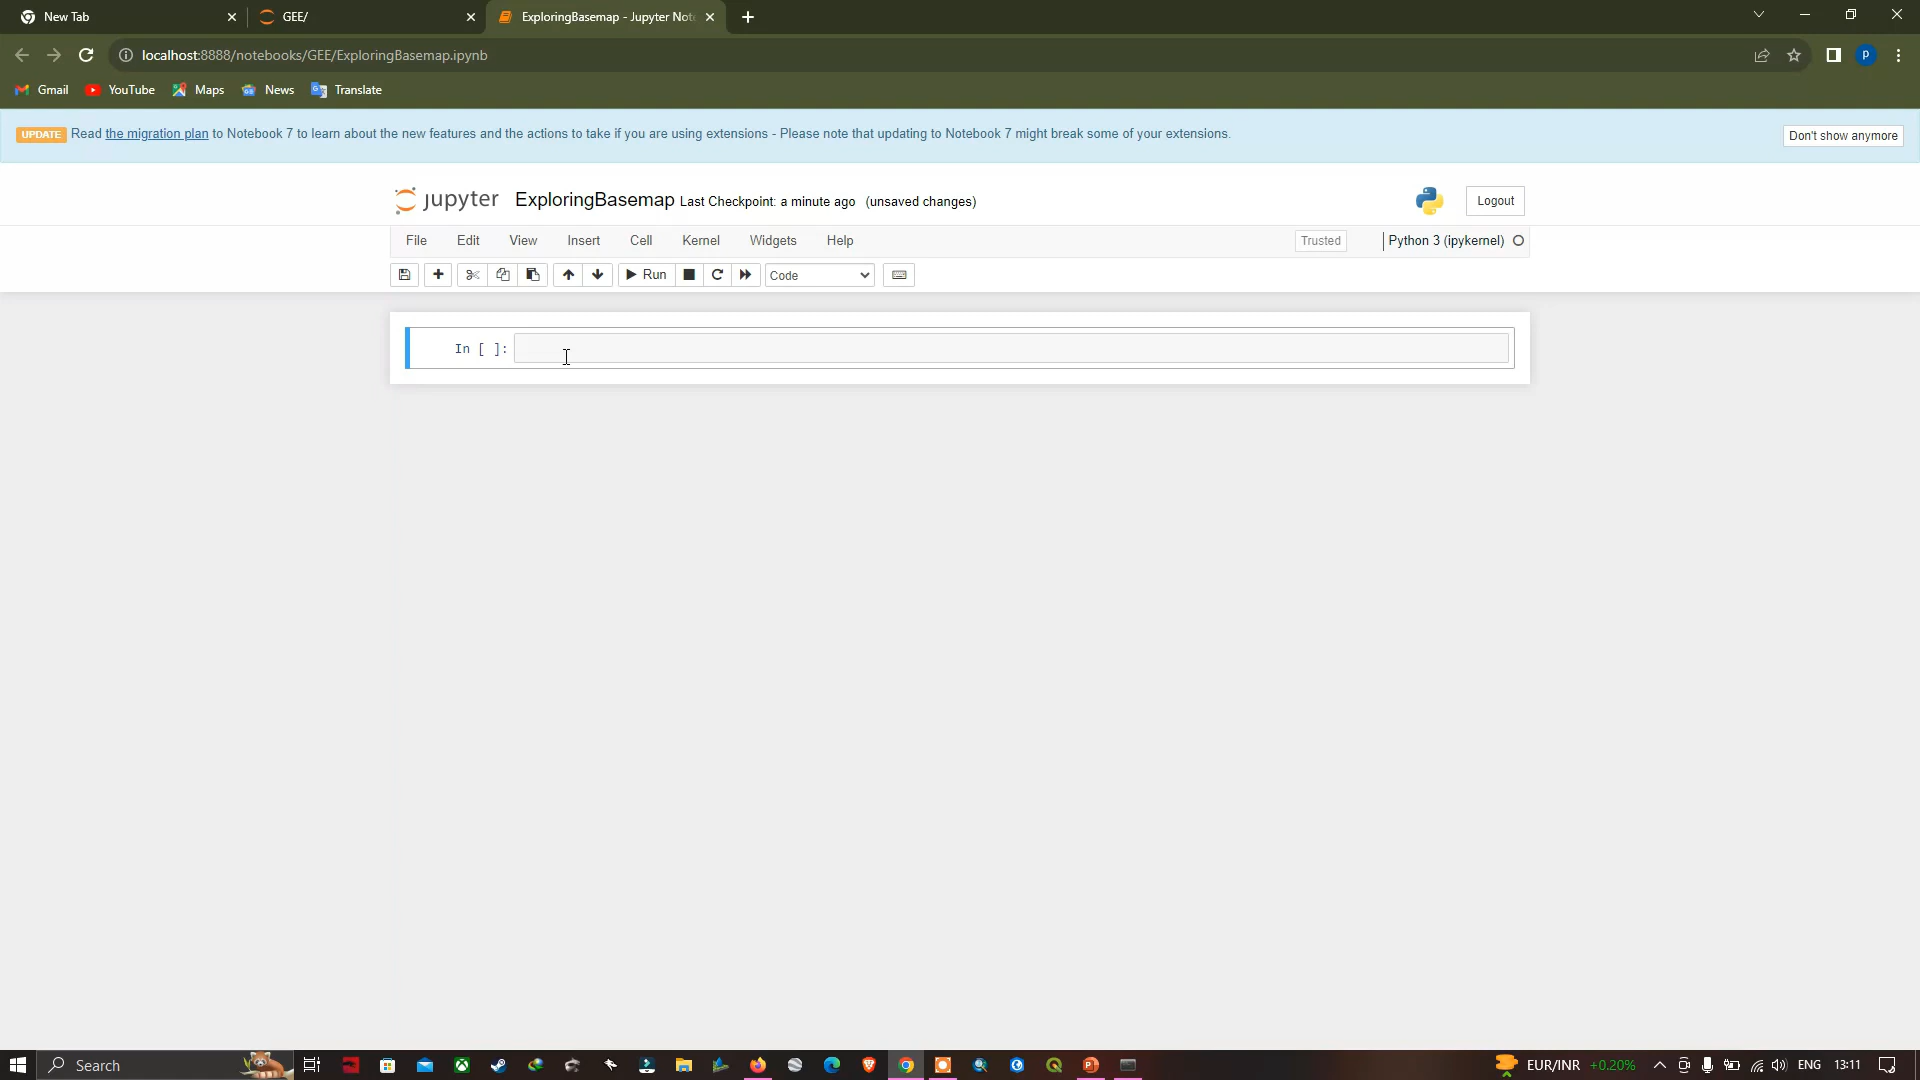 New Tab
GEE/
ExploringBasemap - Jupyter Not
localhost:8888/notebooks/GEE/ExploringBasemap.ipynb
p
Gmail
YouTube
Maps
News
Translate
UPDATE Read the migration plan to Notebook 7 to learn about the new features and the actions to take if you are using extensions - Please note that updating to Notebook 7 might break some of your extensions.
Don't show anymore
jupyter ExploringBasemap Last Checkpoint: a minute ago (unsaved changes)
Logout
File Edit View Insert Cell Kernel Widgets Help
Trusted
Python 3 (ipykernel)
Run
Code
In [ ]:
Search
EUR/INR +0.20%
ENG
13:11